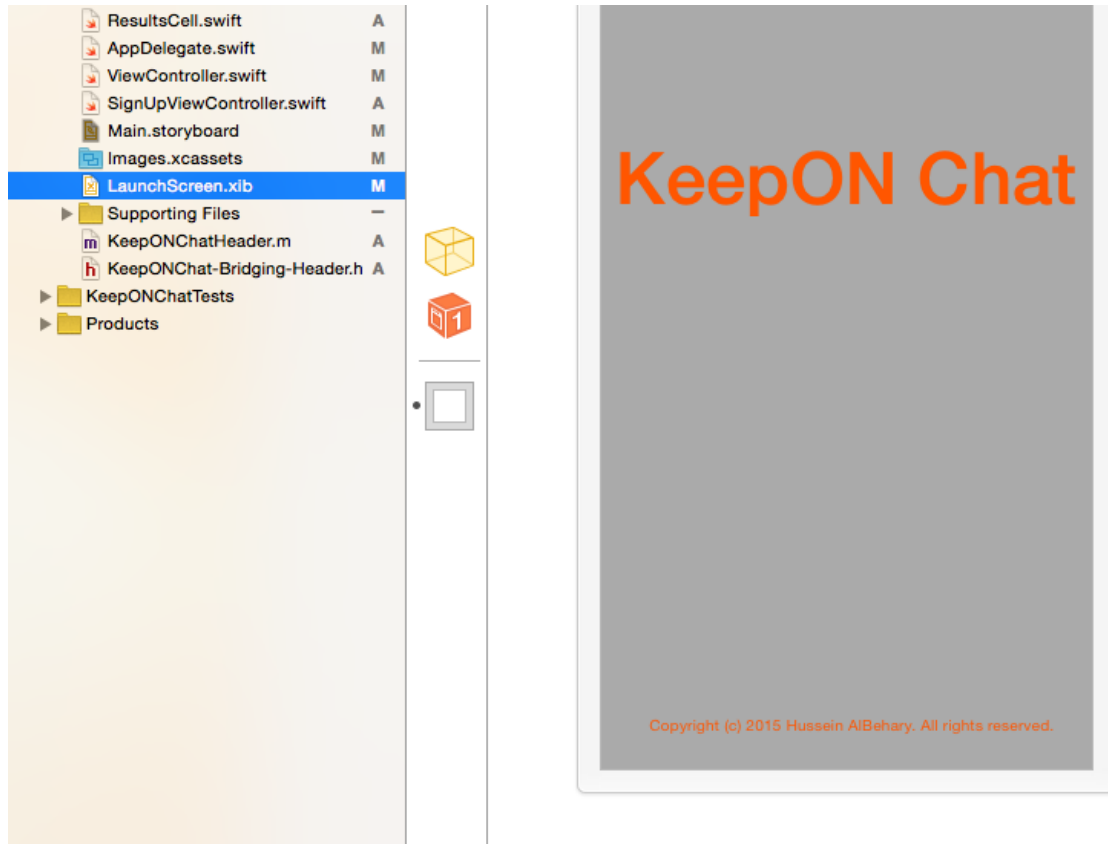 ResultsCell.swift A
AppDelegate.swift M
ViewController.swift M
SignUpViewController.swift A
Main.storyboard M
Images.xcassets M
LaunchScreen.xib M
Supporting Files –
m KeepONChatHeader.m A
h KeepONChat-Bridging-Header.h A
KeepONChatTests
Products
1
KeepON Chat
Copyright (c) 2015 Hussein AlBehary. All rights reserved.